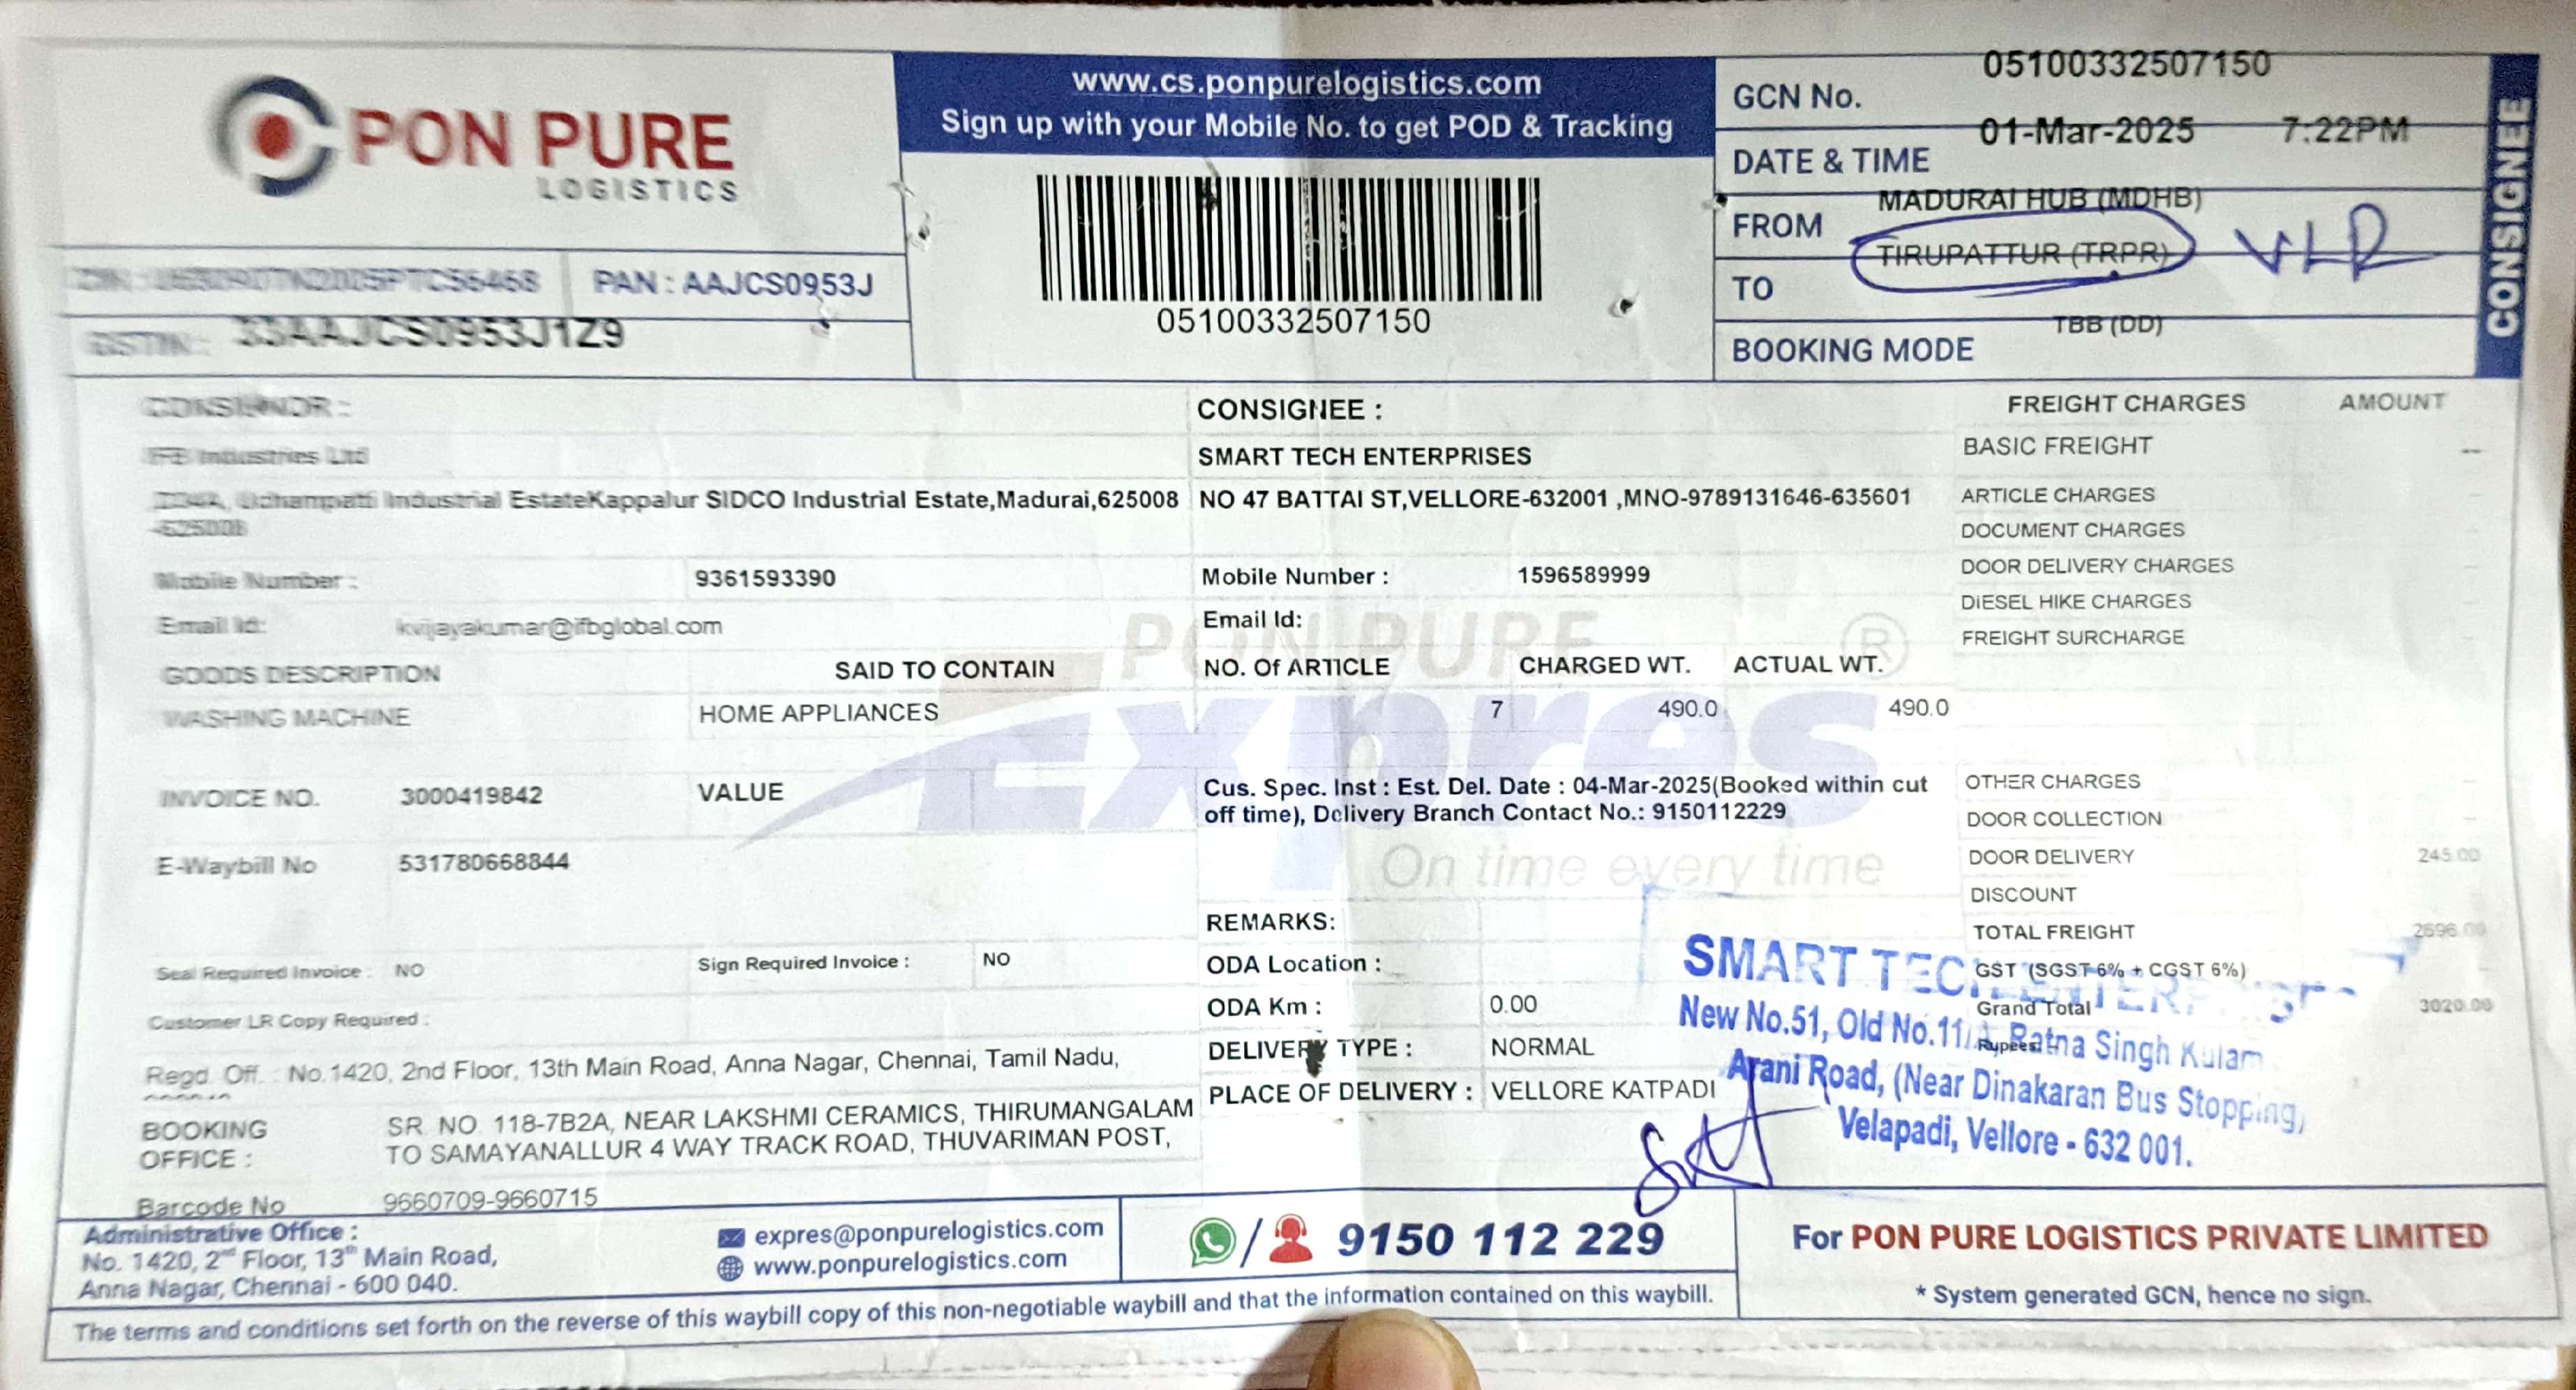 PON PURE
LOGISTICS
www.cs.ponpurelogistics.com
Sign up with your Mobile No. to get POD & Tracking
05100332507150
GCN No. 05100332507150
DATE & TIME 01-Mar-2025 7:22PM
FROM MADURAI HUB (MDHB)
TO TIRUPATTUR (TRPR) VLR
BOOKING MODE TBB (DD)
CONSIGNEE
PAN : AAJCS0953J
GSTIN : 33AAJCS0953J1Z9
CONSIGNOR :
IFB Industries Ltd
Udhampatti Industrial EstateKappalur SIDCO Industrial Estate,Madurai,625008
-625008
Mobile Number : 9361593390
Email Id: kvijayakumar@ifbglobal.com
CONSIGNEE :
SMART TECH ENTERPRISES
NO 47 BATTAI ST,VELLORE-632001 ,MNO-9789131646-635601
Mobile Number : 1596589999
Email Id:
GOODS DESCRIPTION SAID TO CONTAIN NO. Of ARTICLE CHARGED WT. ACTUAL WT.
WASHING MACHINE HOME APPLIANCES 7 490.0 490.0
PON PURE ®
Expres
On time every time
INVOICE NO. 3000419842 VALUE
E-Waybill No 531780668844
Cus. Spec. Inst : Est. Del. Date : 04-Mar-2025(Booked within cut
off time), Delivery Branch Contact No.: 9150112229
Seal Required Invoice : NO Sign Required Invoice : NO
Customer LR Copy Required :
REMARKS:
ODA Location :
ODA Km : 0.00
DELIVERY TYPE : NORMAL
PLACE OF DELIVERY : VELLORE KATPADI
FREIGHT CHARGES AMOUNT
BASIC FREIGHT --
ARTICLE CHARGES
DOCUMENT CHARGES
DOOR DELIVERY CHARGES
DIESEL HIKE CHARGES
FREIGHT SURCHARGE
OTHER CHARGES
DOOR COLLECTION
DOOR DELIVERY 245.00
DISCOUNT
TOTAL FREIGHT 2696.00
GST (SGST 6% + CGST 6%)
Grand Total 3020.00
Rupees
SMART TECH ENTERPRISES
New No.51, Old No.11/ Ratna Singh Kulam
Arani Road, (Near Dinakaran Bus Stopping)
Velapadi, Vellore - 632 001.
Regd. Off. : No.1420, 2nd Floor, 13th Main Road, Anna Nagar, Chennai, Tamil Nadu,
BOOKING OFFICE : SR. NO. 118-7B2A, NEAR LAKSHMI CERAMICS, THIRUMANGALAM
TO SAMAYANALLUR 4 WAY TRACK ROAD, THUVARIMAN POST,
Barcode No 9660709-9660715
Administrative Office :
No. 1420, 2nd Floor, 13th Main Road,
Anna Nagar, Chennai - 600 040.
expres@ponpurelogistics.com
www.ponpurelogistics.com
/ 9150 112 229
For PON PURE LOGISTICS PRIVATE LIMITED
* System generated GCN, hence no sign.
The terms and conditions set forth on the reverse of this waybill copy of this non-negotiable waybill and that the information contained on this waybill.